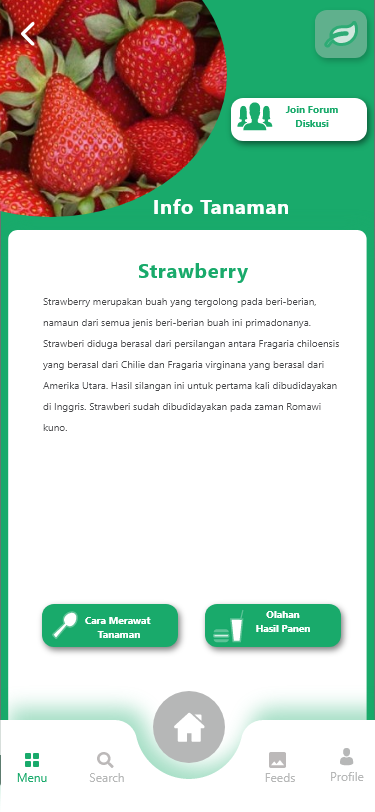 Join Forum
Diskusi
Info Tanaman
Strawberry
Strawberry merupakan buah yang tergolong pada beri-berian,
namaun dari semua jenis beri-berian buah ini primadonanya.
Strawberi diduga berasal dari persilangan antara Fragaria chiloensis
yang berasal dari Chilie dan Fragaria virginana yang berasal dari
Amerika Utara. Hasil silangan ini untuk pertama kali dibudidayakan
di Inggris. Strawberi sudah dibudidayakan pada zaman Romawi
kuno.
Cara Merawat
Tanaman
Olahan
Hasil Panen
Menu
Search
Feeds
Profile